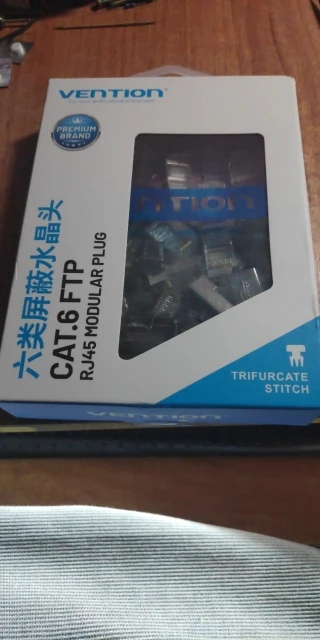 VENTION
PREMIUM
BRAND
六类屏蔽水晶头
CAT.6 FTP
RJ45 MODULAR PLUG
VENTION
TRIFURCATE
STITCH
VENTION